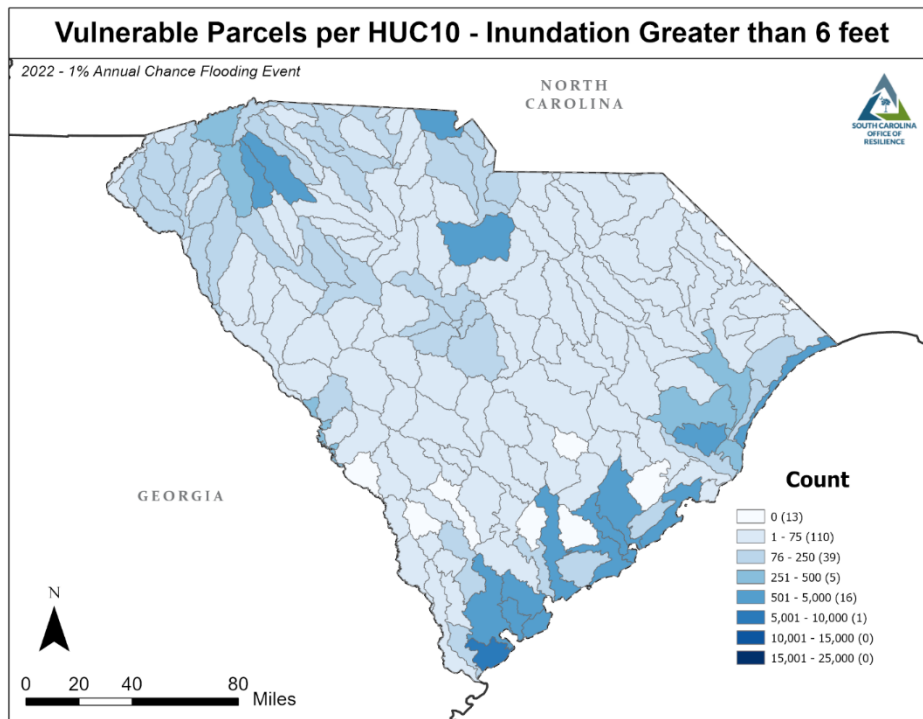 Vulnerable Parcels per HUC10 - Inundation Greater than 6 feet
2022 - 1% Annual Chance Flooding Event
NORTH
CAROLINA
SOUTH CAROLINA
OFFICE OF
RESILIENCE
GEORGIA
Count
0 (13)
1 - 75 (110)
76 - 250 (39)
251 - 500 (5)
501 - 5,000 (16)
5,001 - 10,000 (1)
10,001 - 15,000 (0)
15,001 - 25,000 (0)
N
0 20 40 80
Miles